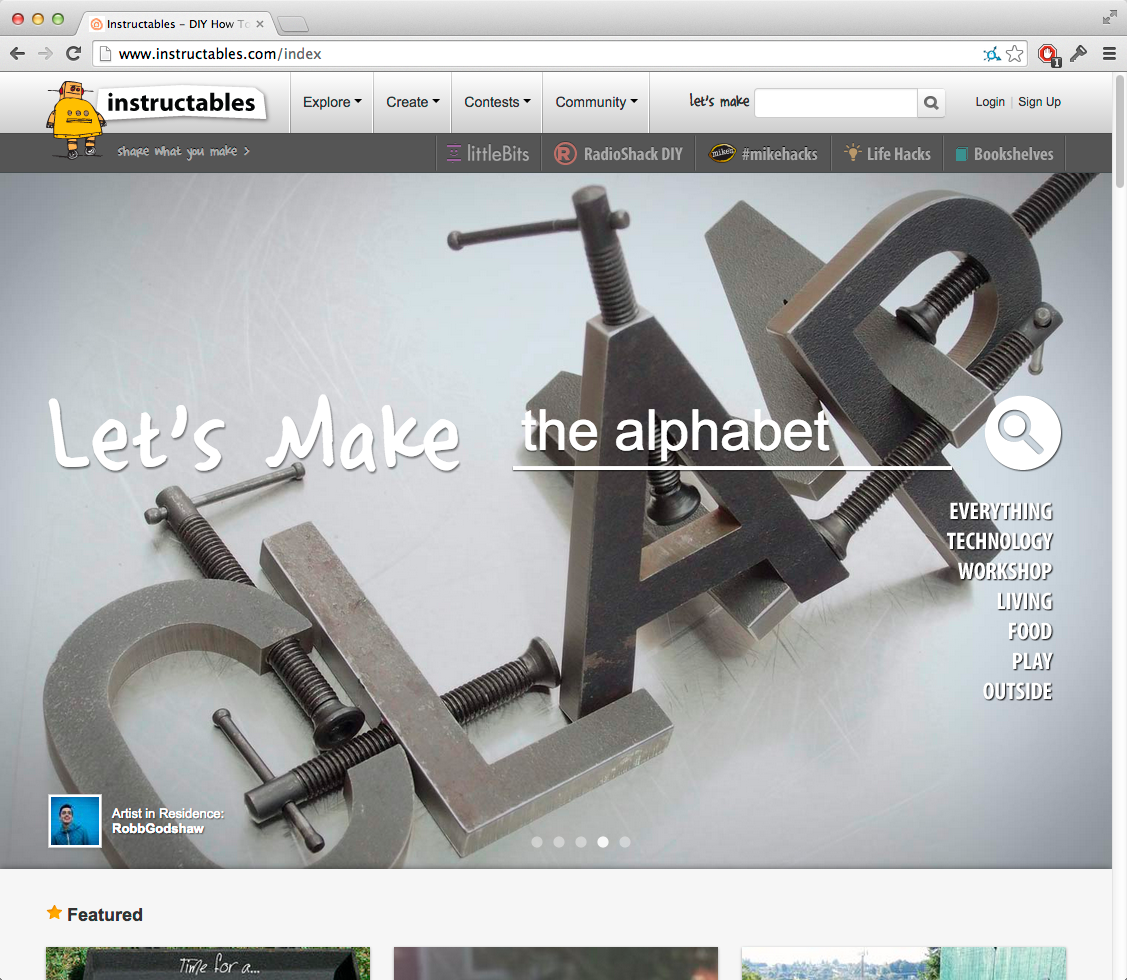 Instructables – DIY How To
www.instructables.com/index
1
instructables
Explore
Create
Contests
Community
let's make
Login | Sign Up
share what you make >
littleBits
R RadioShack DIY
mikes #mikehacks
Life Hacks
Bookshelves
Let's Make the alphabet
EVERYTHING
TECHNOLOGY
WORKSHOP
LIVING
FOOD
PLAY
OUTSIDE
CLAMP
Artist in Residence:
RobbGodshaw
Featured
Time for a...